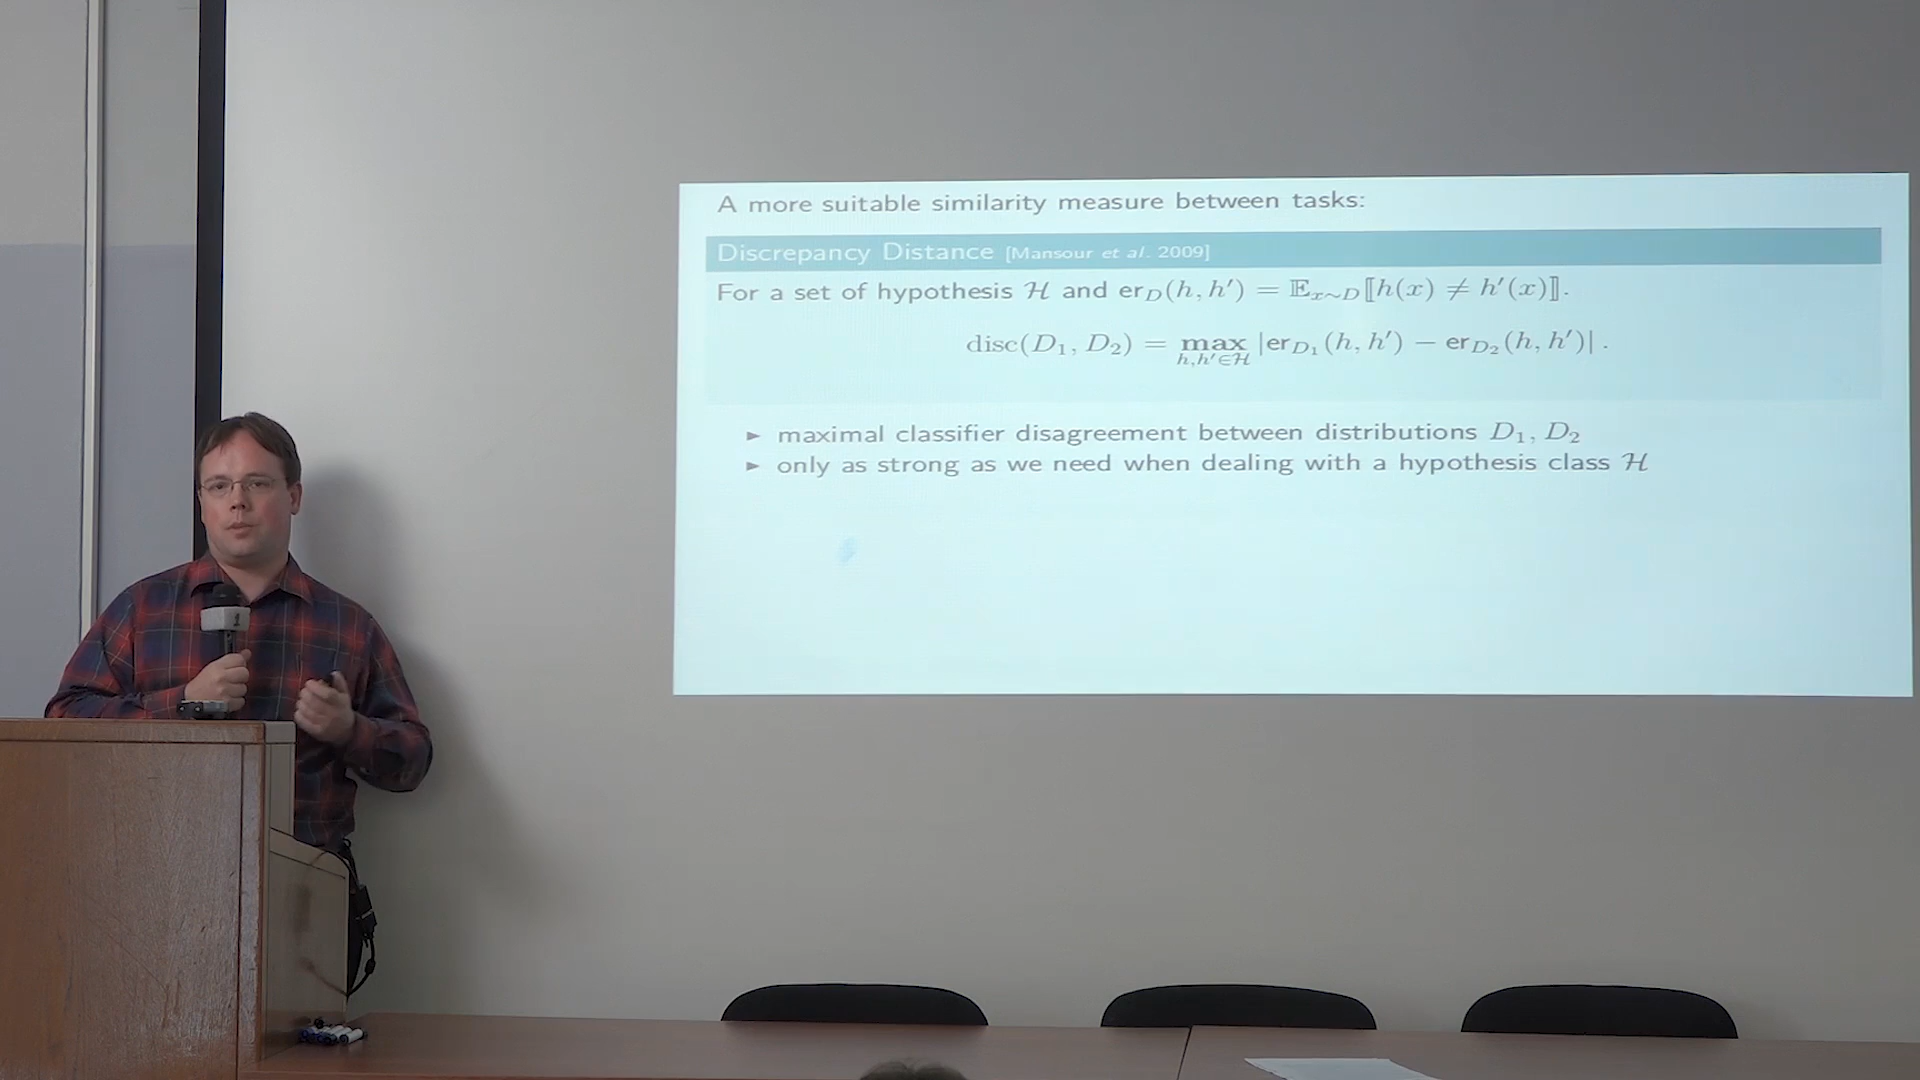 A more suitable similarity measure between tasks:
Discrepancy Distance [Mansour et al. 2009]
For a set of hypothesis ℋ and er_D(h, h′) = 𝔼_{x∼D}⟦h(x) ≠ h′(x)⟧.
disc(D₁, D₂) = max_{h,h′∈ℋ} |er_{D₁}(h, h′) − er_{D₂}(h, h′)| .
► maximal classifier disagreement between distributions D₁, D₂
► only as strong as we need when dealing with a hypothesis class ℋ
1